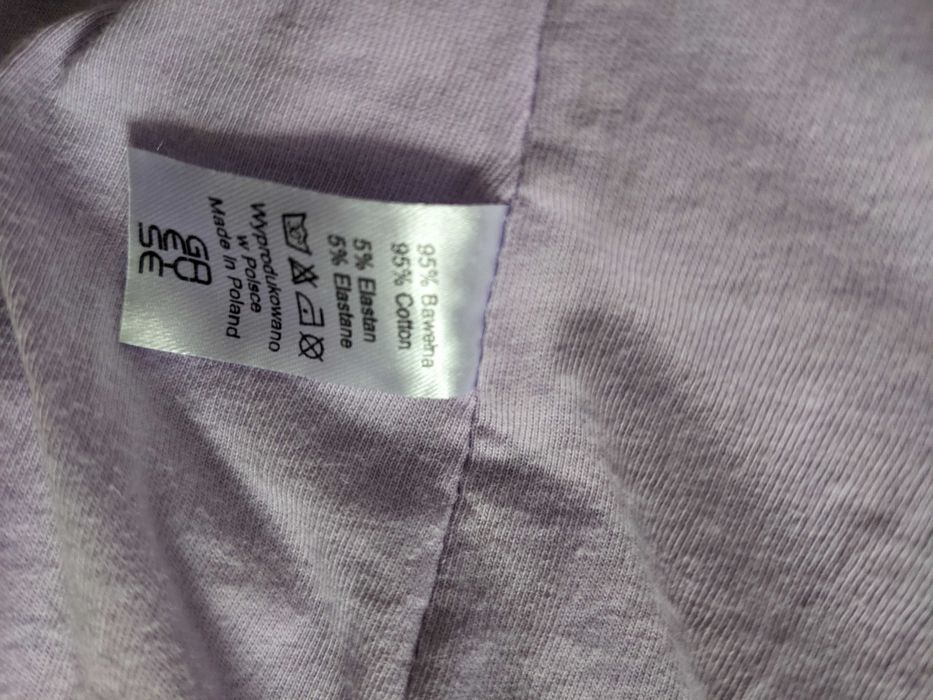 95% Bawełna
95% Cotton
5% Elastan
5% Elastane
Wyprodukowano
w Polsce
Made in Poland